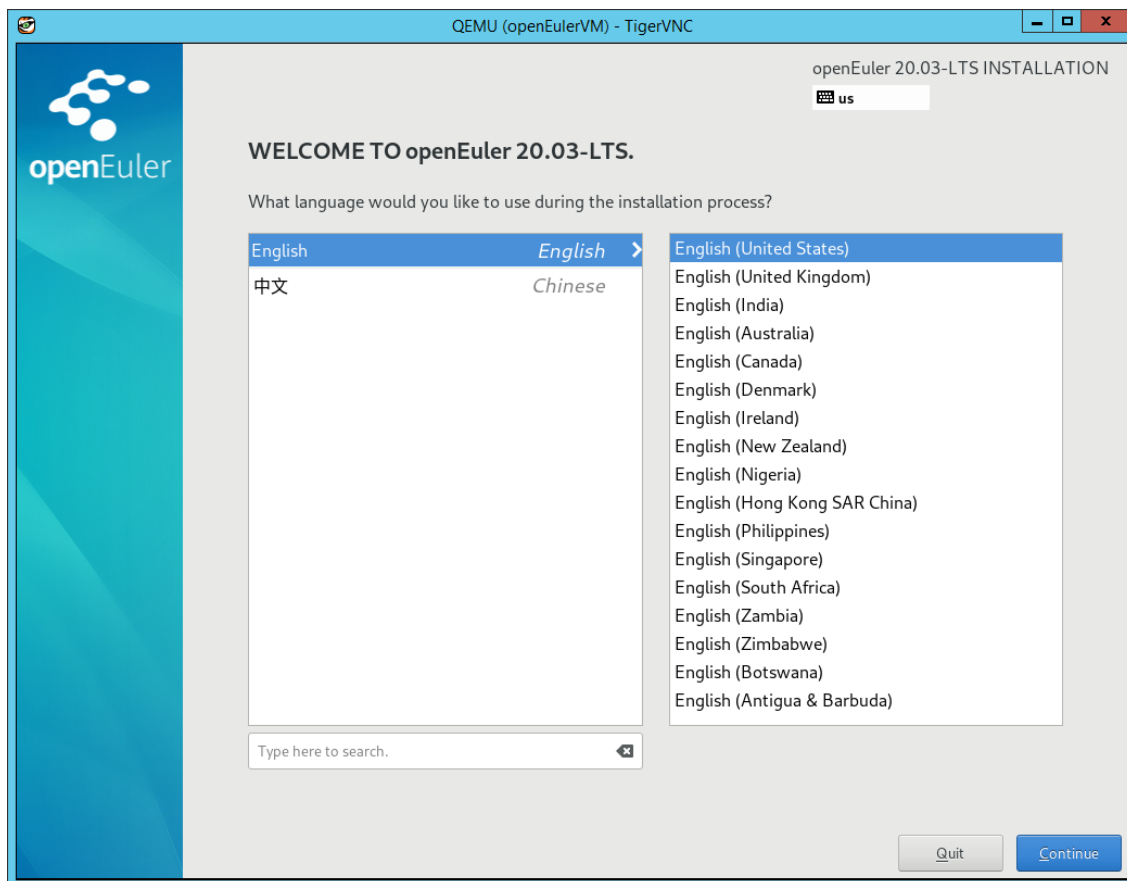 QEMU (openEulerVM) - TigerVNC
openEuler
openEuler 20.03-LTS INSTALLATION
us
WELCOME TO openEuler 20.03-LTS.
What language would you like to use during the installation process?
English English
中文 Chinese
English (United States)
English (United Kingdom)
English (India)
English (Australia)
English (Canada)
English (Denmark)
English (Ireland)
English (New Zealand)
English (Nigeria)
English (Hong Kong SAR China)
English (Philippines)
English (Singapore)
English (South Africa)
English (Zambia)
English (Zimbabwe)
English (Botswana)
English (Antigua & Barbuda)
Type here to search.
Quit
Continue